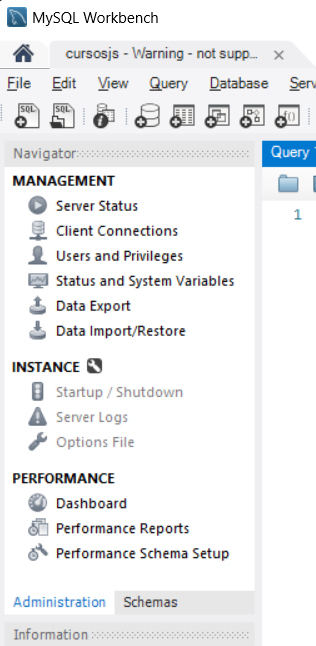 MySQL Workbench
cursosjs - Warning - not supp...
File Edit View Query Database
SQL SQL
Navigator
Query
MANAGEMENT
1
Server Status
Client Connections
Users and Privileges
Status and System Variables
Data Export
Data Import/Restore
INSTANCE
Startup / Shutdown
Server Logs
Options File
PERFORMANCE
Dashboard
Performance Reports
Performance Schema Setup
Administration Schemas
Information